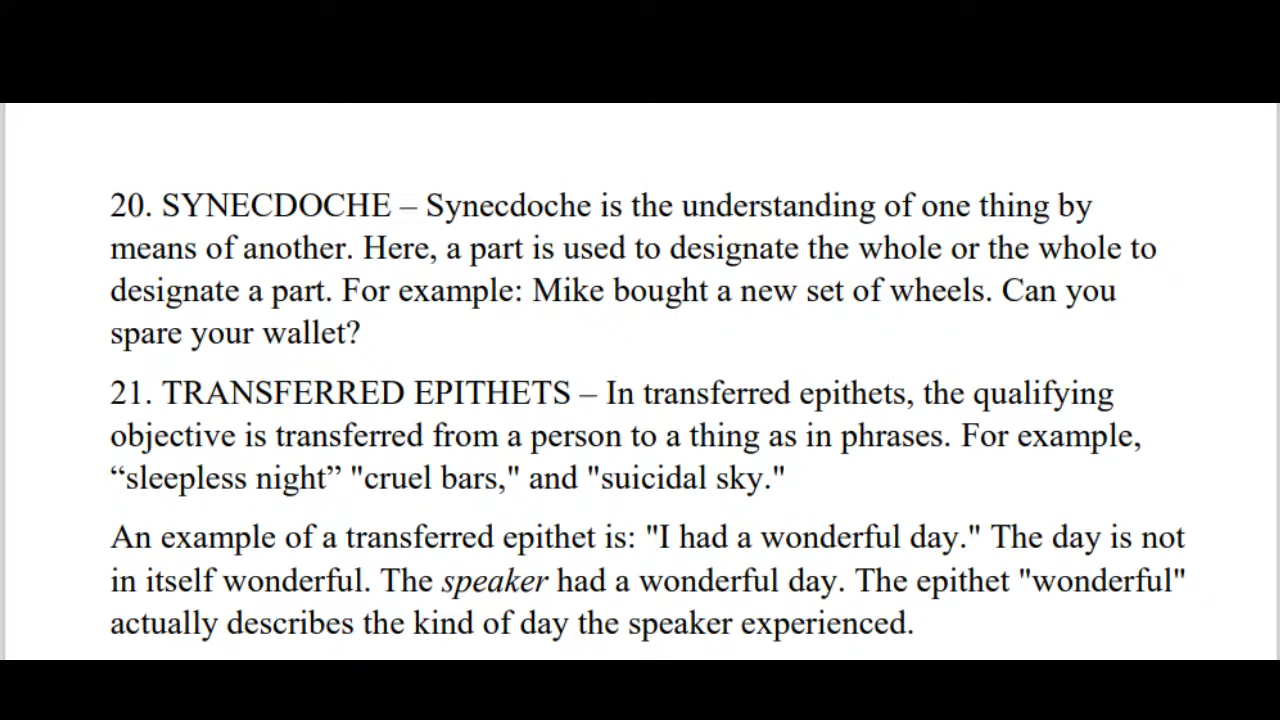 20. SYNECDOCHE – Synecdoche is the understanding of one thing by
means of another. Here, a part is used to designate the whole or the whole to
designate a part. For example: Mike bought a new set of wheels. Can you
spare your wallet?
21. TRANSFERRED EPITHETS – In transferred epithets, the qualifying
objective is transferred from a person to a thing as in phrases. For example,
“sleepless night” "cruel bars," and "suicidal sky."
An example of a transferred epithet is: "I had a wonderful day." The day is not
in itself wonderful. The speaker had a wonderful day. The epithet "wonderful"
actually describes the kind of day the speaker experienced.